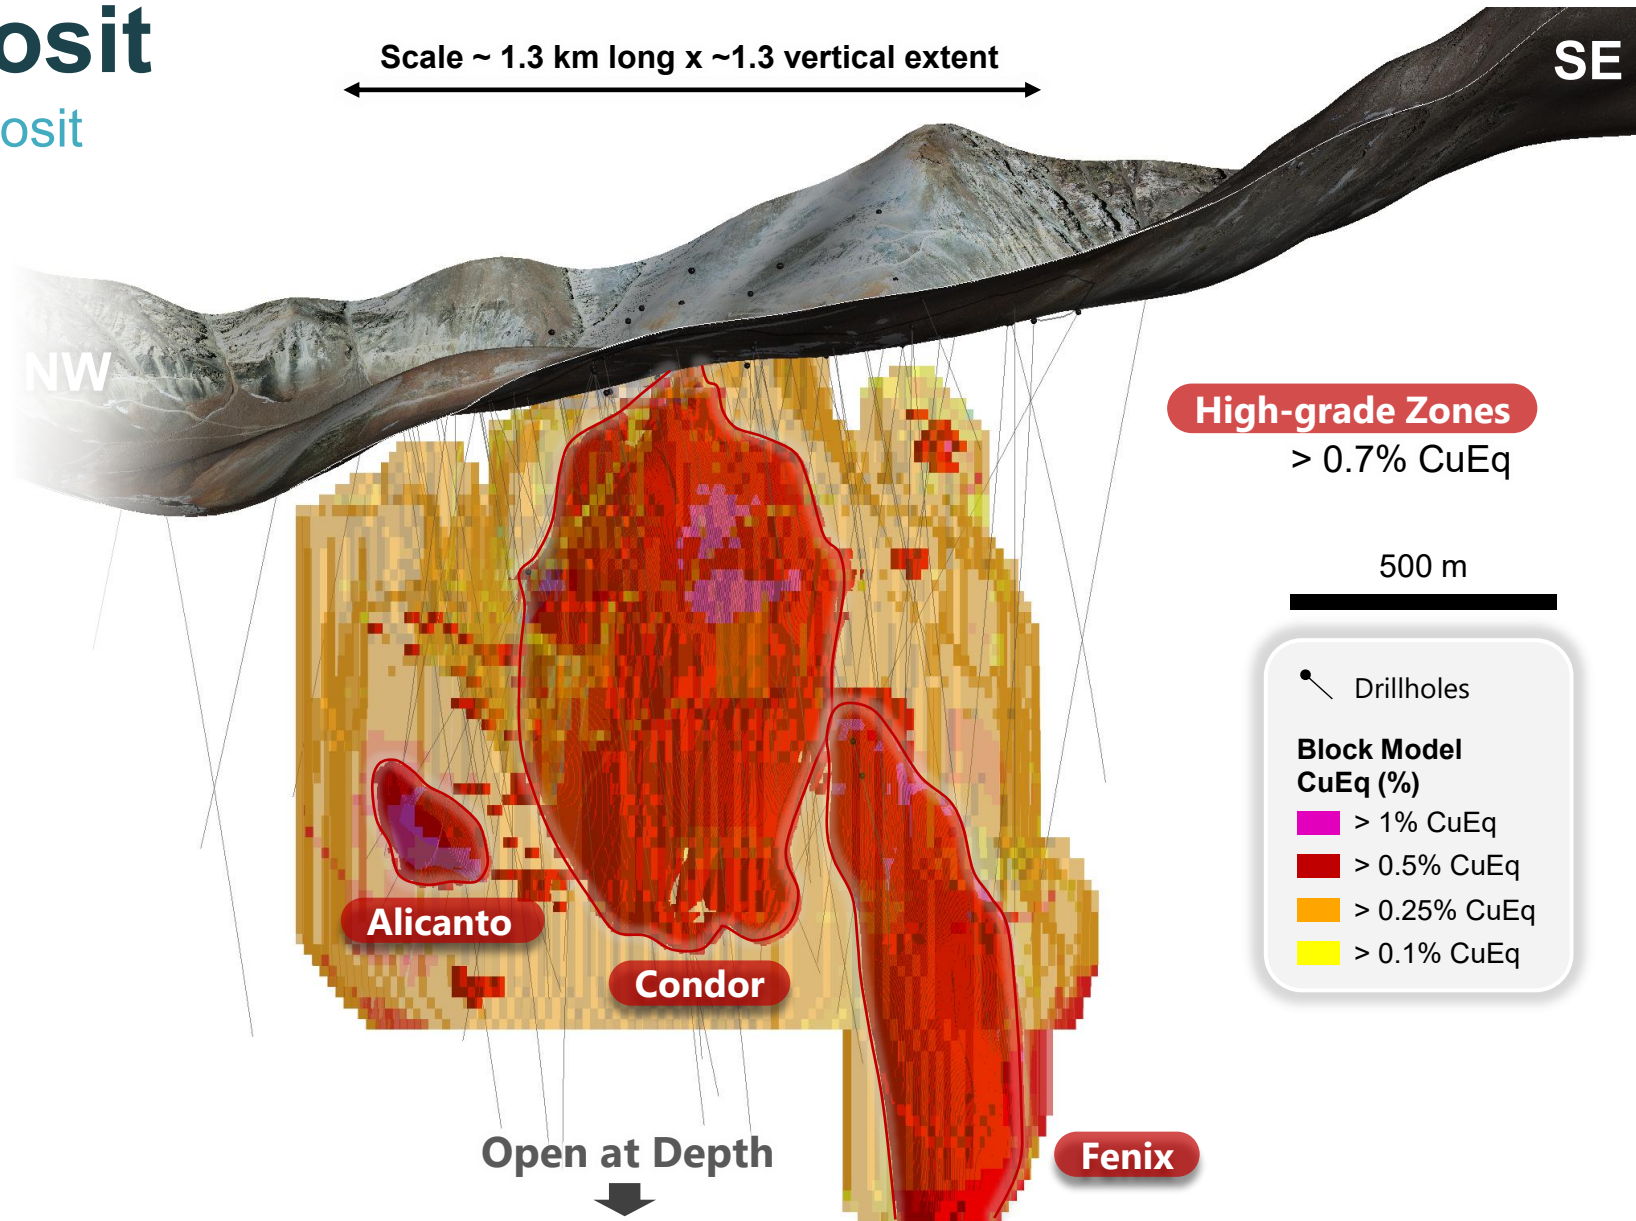 osit
osit
Scale ~ 1.3 km long x ~1.3 vertical extent
SE
NW
High-grade Zones
> 0.7% CuEq
500 m
Drillholes
Block Model
CuEq (%)
> 1% CuEq
> 0.5% CuEq
> 0.25% CuEq
> 0.1% CuEq
Alicanto
Condor
Fenix
Open at Depth